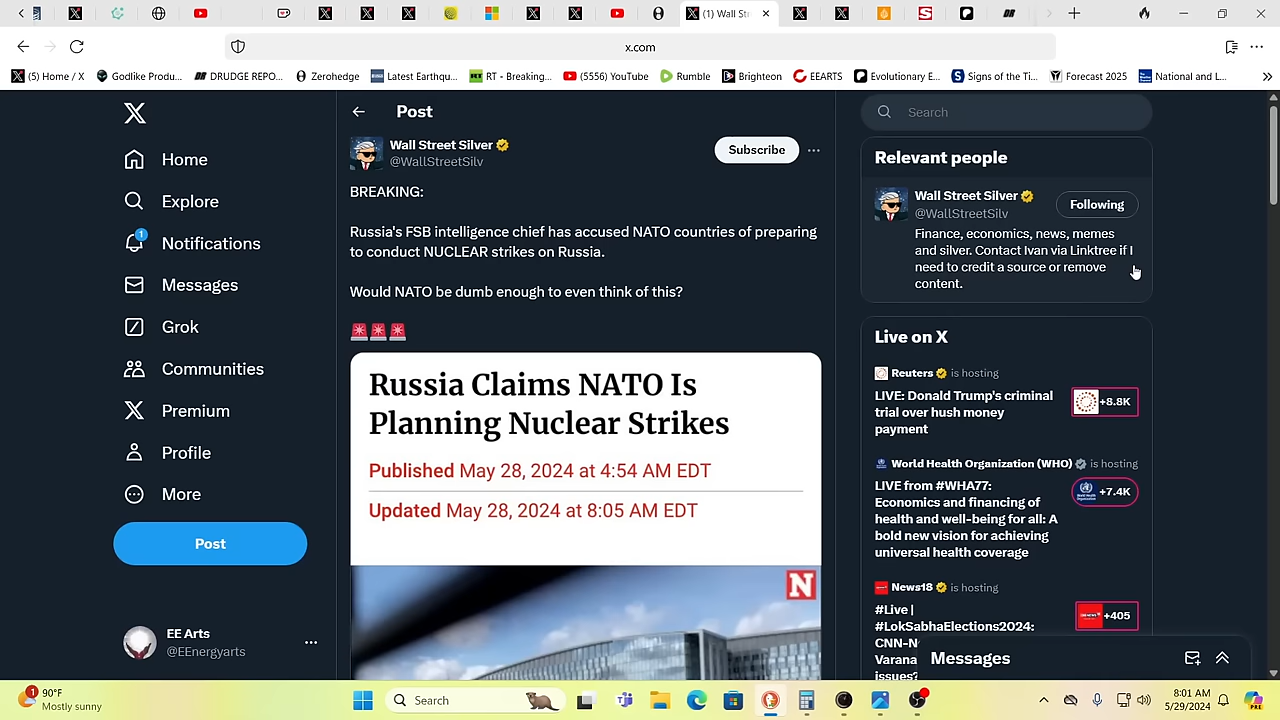 (1) Wall St
x.com
(5) Home / X
Godlike Produ...
DRUDGE REPO...
Zerohedge
Latest Earthqu...
RT - Breaking...
(5556) YouTube
Rumble
Brighteon
EEARTS
Evolutionary E...
Signs of the Ti...
Forecast 2025
National and L...
Post
Search
Home
Explore
1
Notifications
Messages
Grok
Communities
Premium
Profile
More
Post
EE Arts
@EEnergyarts
Wall Street Silver
@WallStreetSilv
Subscribe
BREAKING:
Russia's FSB intelligence chief has accused NATO countries of preparing
to conduct NUCLEAR strikes on Russia.
Would NATO be dumb enough to even think of this?
Russia Claims NATO Is
Planning Nuclear Strikes
Published May 28, 2024 at 4:54 AM EDT
Updated May 28, 2024 at 8:05 AM EDT
N
Relevant people
Wall Street Silver
@WallStreetSilv
Following
Finance, economics, news, memes
and silver. Contact Ivan via Linktree if I
need to credit a source or remove
content.
Live on X
Reuters is hosting
LIVE: Donald Trump's criminal
trial over hush money
payment
+8.8K
World Health Organization (WHO) is hosting
LIVE from #WHA77:
Economics and financing of
health and well-being for all: A
bold new vision for achieving
universal health coverage
+7.4K
News18 is hosting
#Live |
#LokSabhaElections2024:
CNN-N
Varana
issues?
+405
Messages
1
90°F
Mostly sunny
Search
8:01 AM
5/29/2024
PRE